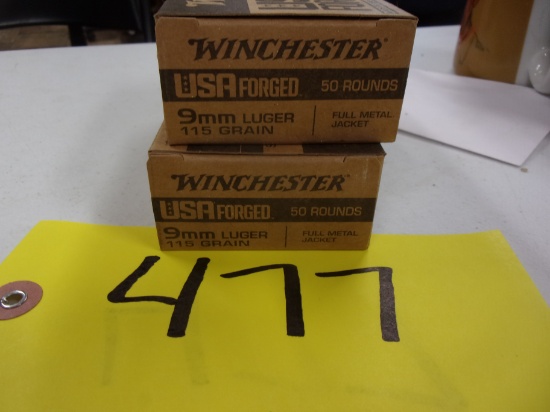 WINCHESTER
USA FORGED 50 ROUNDS
9mm LUGER FULL METAL
115 GRAIN JACKET
WINCHESTER
USA FORGED 50 ROUNDS
9mm LUGER FULL METAL
115 GRAIN JACKET
477